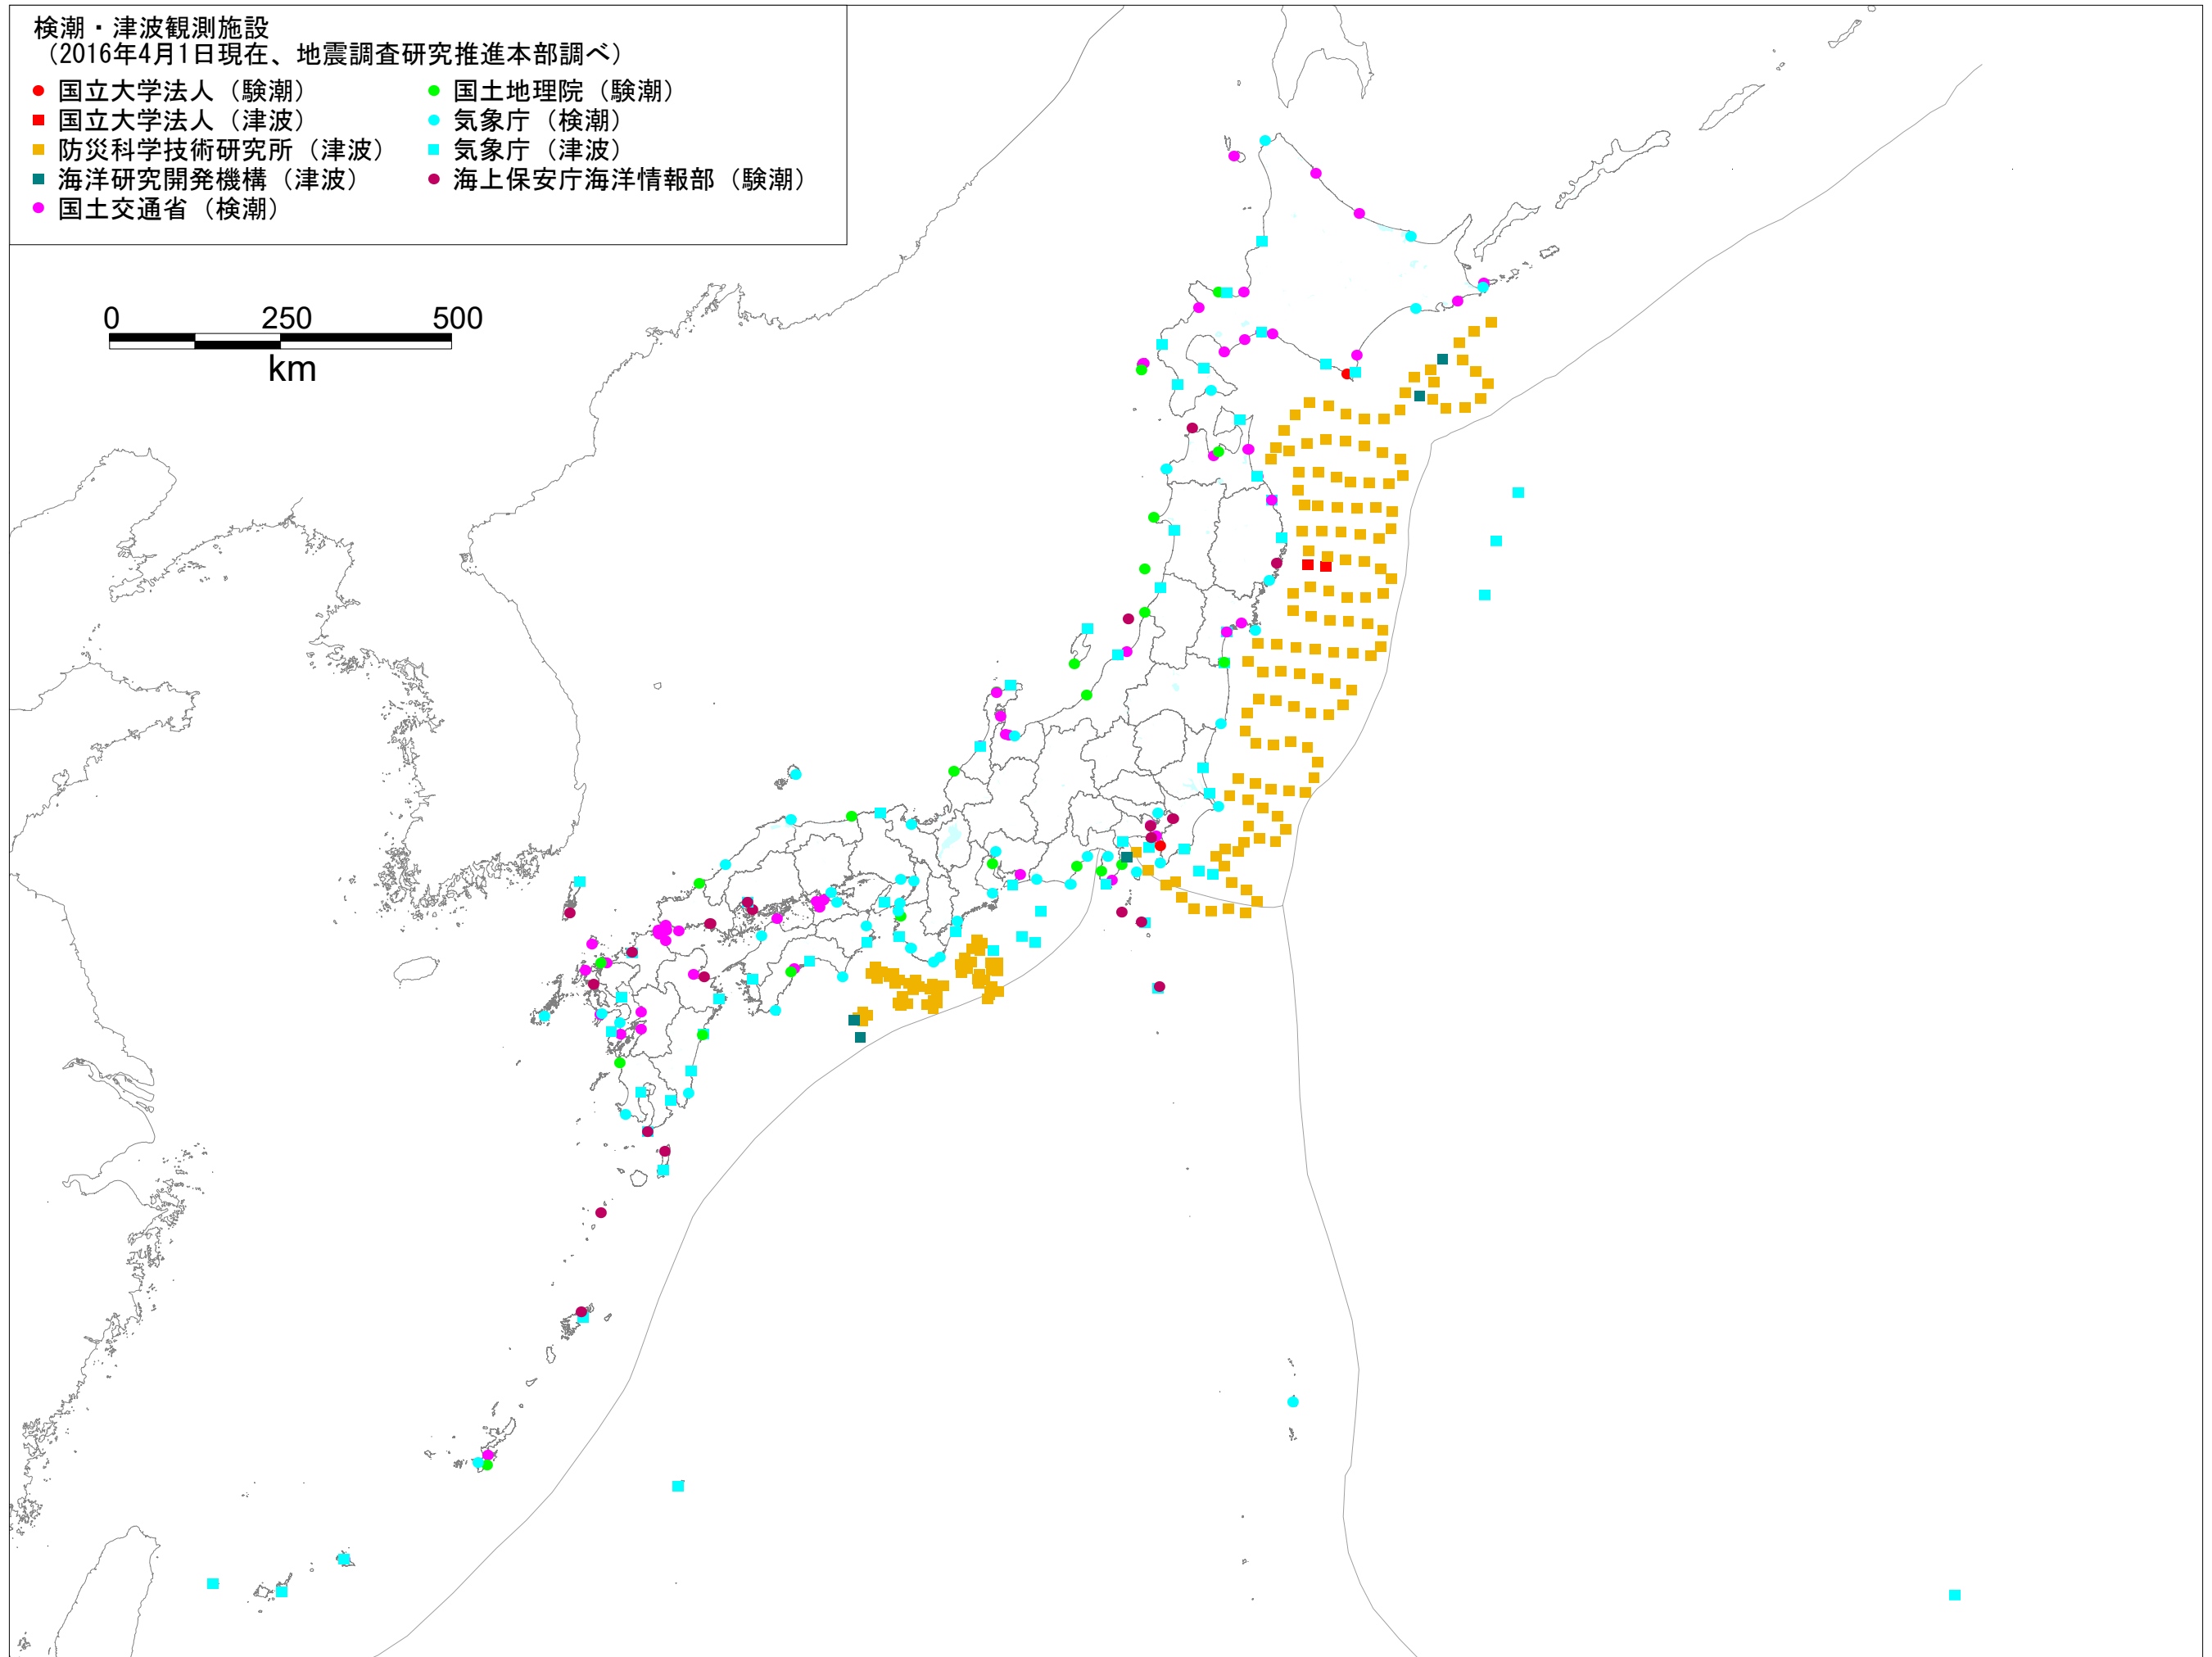 検潮・津波観測施設
（2016年4月1日現在、地震調査研究推進本部調べ）
国立大学法人（験潮）
国立大学法人（津波）
防災科学技術研究所（津波）
海洋研究開発機構（津波）
国土交通省（検潮）
国土地理院（験潮）
気象庁（検潮）
気象庁（津波）
海上保安庁海洋情報部（験潮）
0 250 500
km